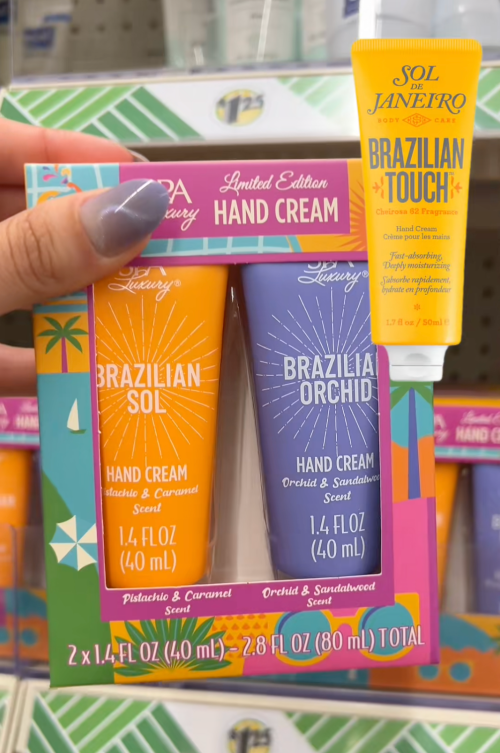 $1.25
SOL
DE
JANEIRO
BODY CARE
BRAZILIAN
TOUCH
Cheirosa 62 Fragrance
Hand Cream
Crème pour les mains
Fast-absorbing,
Deeply moisturizing
Absorbe rapidement,
hydrate en profondeur
1.7 fl oz / 50ml e
SPA
Luxury
Limited Edition
HAND CREAM
SPA
Luxury®
BRAZILIAN
SOL
HAND CREAM
Pistachio & Caramel
Scent
1.4 FL OZ
(40 mL)
SPA
Luxury®
BRAZILIAN
ORCHID
HAND CREAM
Orchid & Sandalwood
Scent
1.4 FL OZ
(40 mL)
Pistachio & Caramel
Scent
Orchid & Sandalwood
Scent
2 x 1.4 FL OZ (40 mL) - 2.8 FL OZ (80 mL) TOTAL
HAND C
$1.25